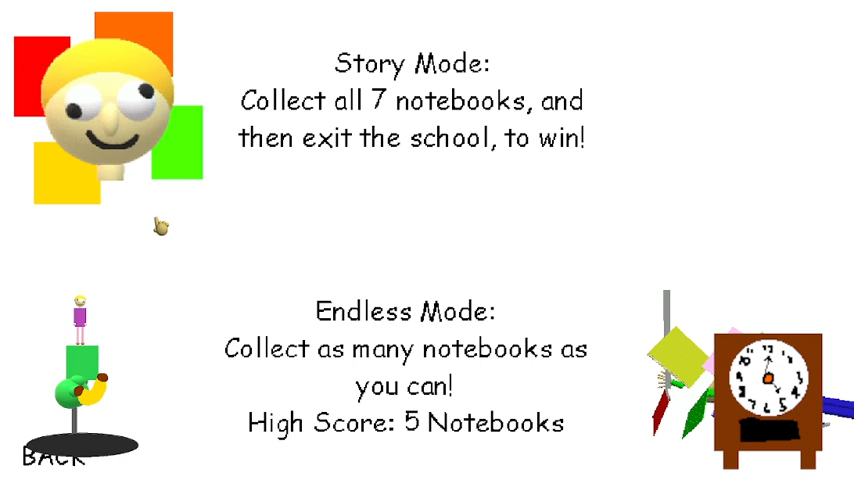 Story Mode:
Collect all 7 notebooks, and
then exit the school, to win!
Endless Mode:
Collect as many notebooks as
you can!
High Score: 5 Notebooks
BACK